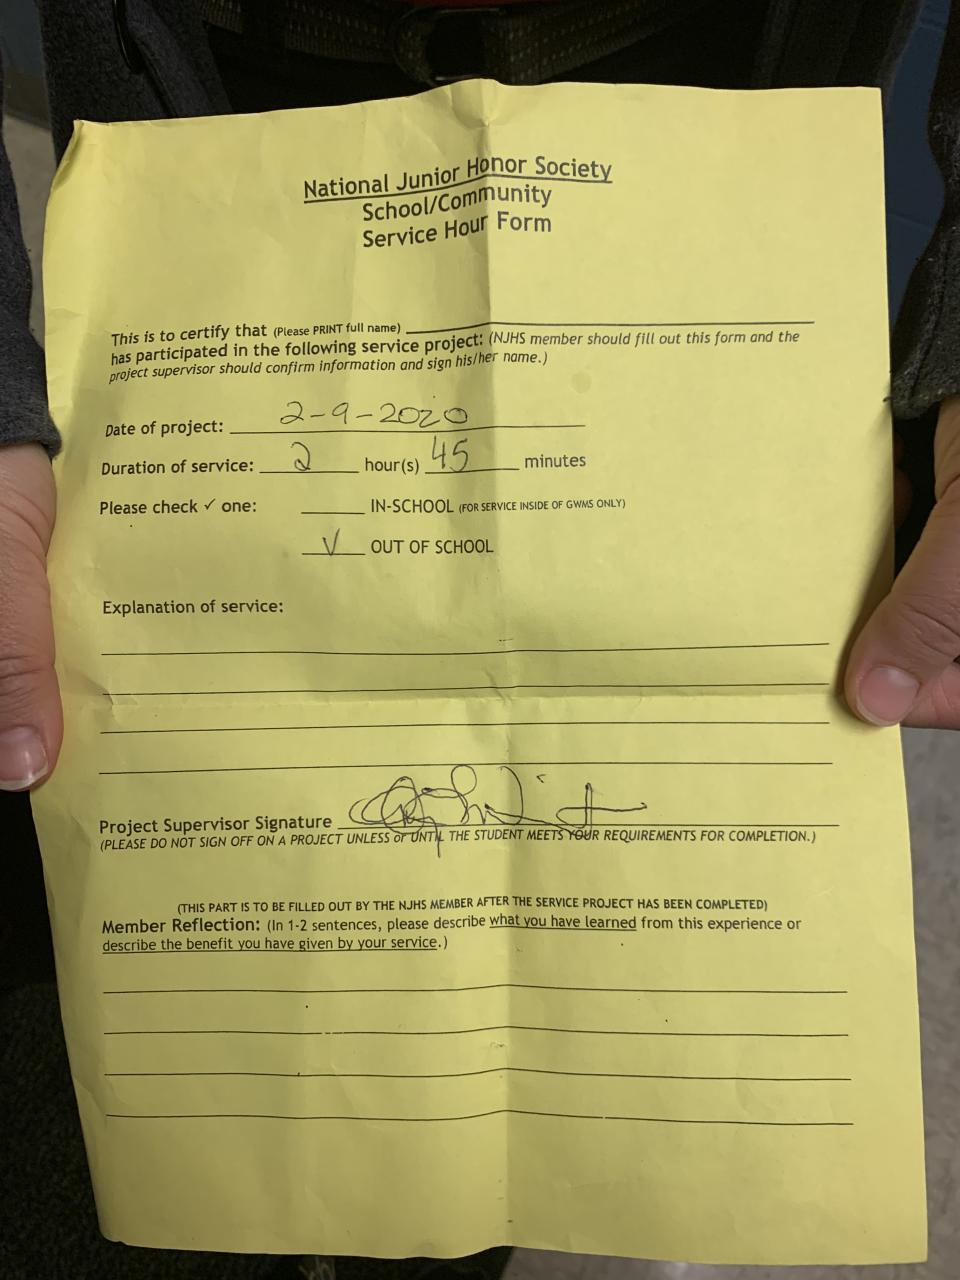 National Junior Honor Society
School/Community
Service Hour Form
This is to certify that (Please PRINT full name)
has participated in the following service project: (NJHS member should fill out this form and the
project supervisor should confirm information and sign his/her name.)
Date of project: 2-9-2020
Duration of service: 2 hour(s) 45 minutes
Please check ✓ one: IN-SCHOOL (FOR SERVICE INSIDE OF GWMS ONLY)
✓ OUT OF SCHOOL
Explanation of service:
Project Supervisor Signature
(PLEASE DO NOT SIGN OFF ON A PROJECT UNLESS or UNTIL THE STUDENT MEETS YOUR REQUIREMENTS FOR COMPLETION.)
(THIS PART IS TO BE FILLED OUT BY THE NJHS MEMBER AFTER THE SERVICE PROJECT HAS BEEN COMPLETED)
Member Reflection: (In 1-2 sentences, please describe what you have learned from this experience or
describe the benefit you have given by your service.)